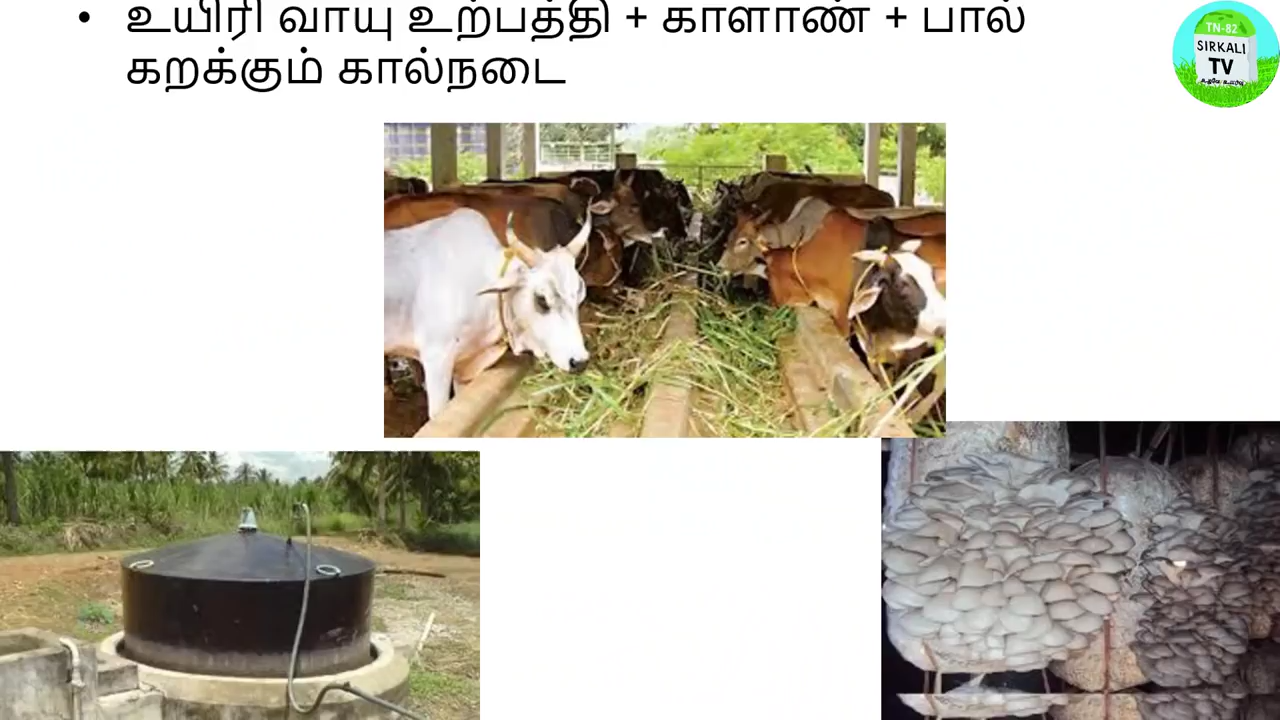 • உயிரி வாயு உற்பத்தி + காளாண் + பால்
கறக்கும் கால்நடை
TN-82
SIRKALI
TV